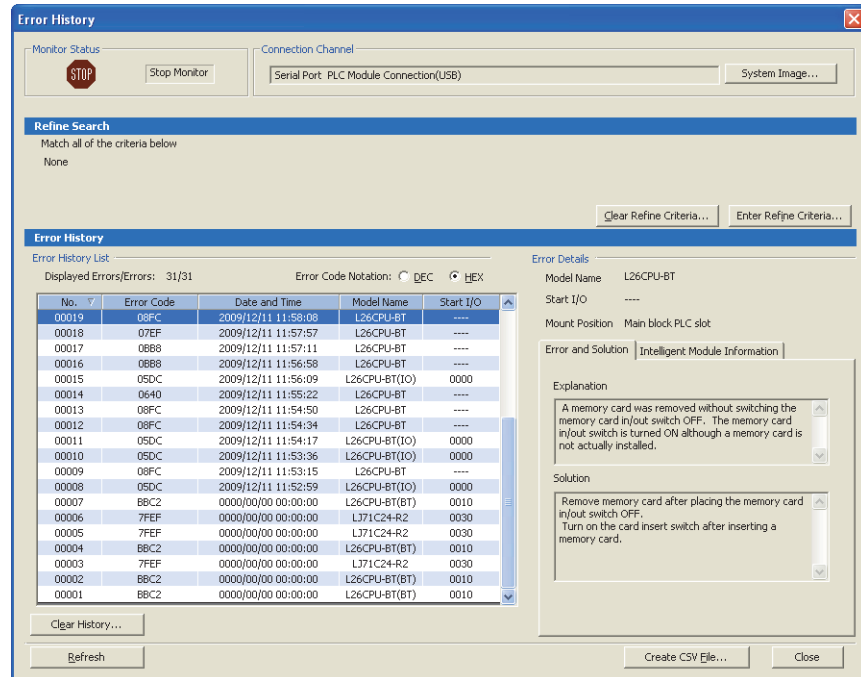 Error History
Monitor Status
STOP
Stop Monitor
Connection Channel
Serial Port PLC Module Connection(USB)
System Image...
Refine Search
Match all of the criteria below
None
Clear Refine Criteria...
Enter Refine Criteria...
Error History
Error History List
Displayed Errors/Errors: 31/31
Error Code Notation: DEC HEX
No. Error Code Date and Time Model Name Start I/O
00019 08FC 2009/12/11 11:58:08 L26CPU-BT ----
00018 07EF 2009/12/11 11:57:57 L26CPU-BT ----
00017 0BB8 2009/12/11 11:57:11 L26CPU-BT ----
00016 0BB8 2009/12/11 11:56:58 L26CPU-BT ----
00015 05DC 2009/12/11 11:56:09 L26CPU-BT(IO) 0000
00014 0640 2009/12/11 11:55:22 L26CPU-BT ----
00013 08FC 2009/12/11 11:54:50 L26CPU-BT ----
00012 08FC 2009/12/11 11:54:34 L26CPU-BT ----
00011 05DC 2009/12/11 11:54:17 L26CPU-BT(IO) 0000
00010 05DC 2009/12/11 11:53:36 L26CPU-BT(IO) 0000
00009 08FC 2009/12/11 11:53:15 L26CPU-BT ----
00008 05DC 2009/12/11 11:52:59 L26CPU-BT(IO) 0000
00007 BBC2 0000/00/00 00:00:00 L26CPU-BT(BT) 0010
00006 7FEF 0000/00/00 00:00:00 LJ71C24-R2 0030
00005 7FEF 0000/00/00 00:00:00 LJ71C24-R2 0030
00004 BBC2 0000/00/00 00:00:00 L26CPU-BT(BT) 0010
00003 7FEF 0000/00/00 00:00:00 LJ71C24-R2 0030
00002 BBC2 0000/00/00 00:00:00 L26CPU-BT(BT) 0010
00001 BBC2 0000/00/00 00:00:00 L26CPU-BT(BT) 0010
Clear History...
Error Details
Model Name L26CPU-BT
Start I/O ----
Mount Position Main block PLC slot
Error and Solution
Intelligent Module Information
Explanation
A memory card was removed without switching the
memory card in/out switch OFF. The memory card
in/out switch is turned ON although a memory card is
not actually installed.
Solution
Remove memory card after placing the memory card
in/out switch OFF.
Turn on the card insert switch after inserting a
memory card.
Refresh
Create CSV File...
Close